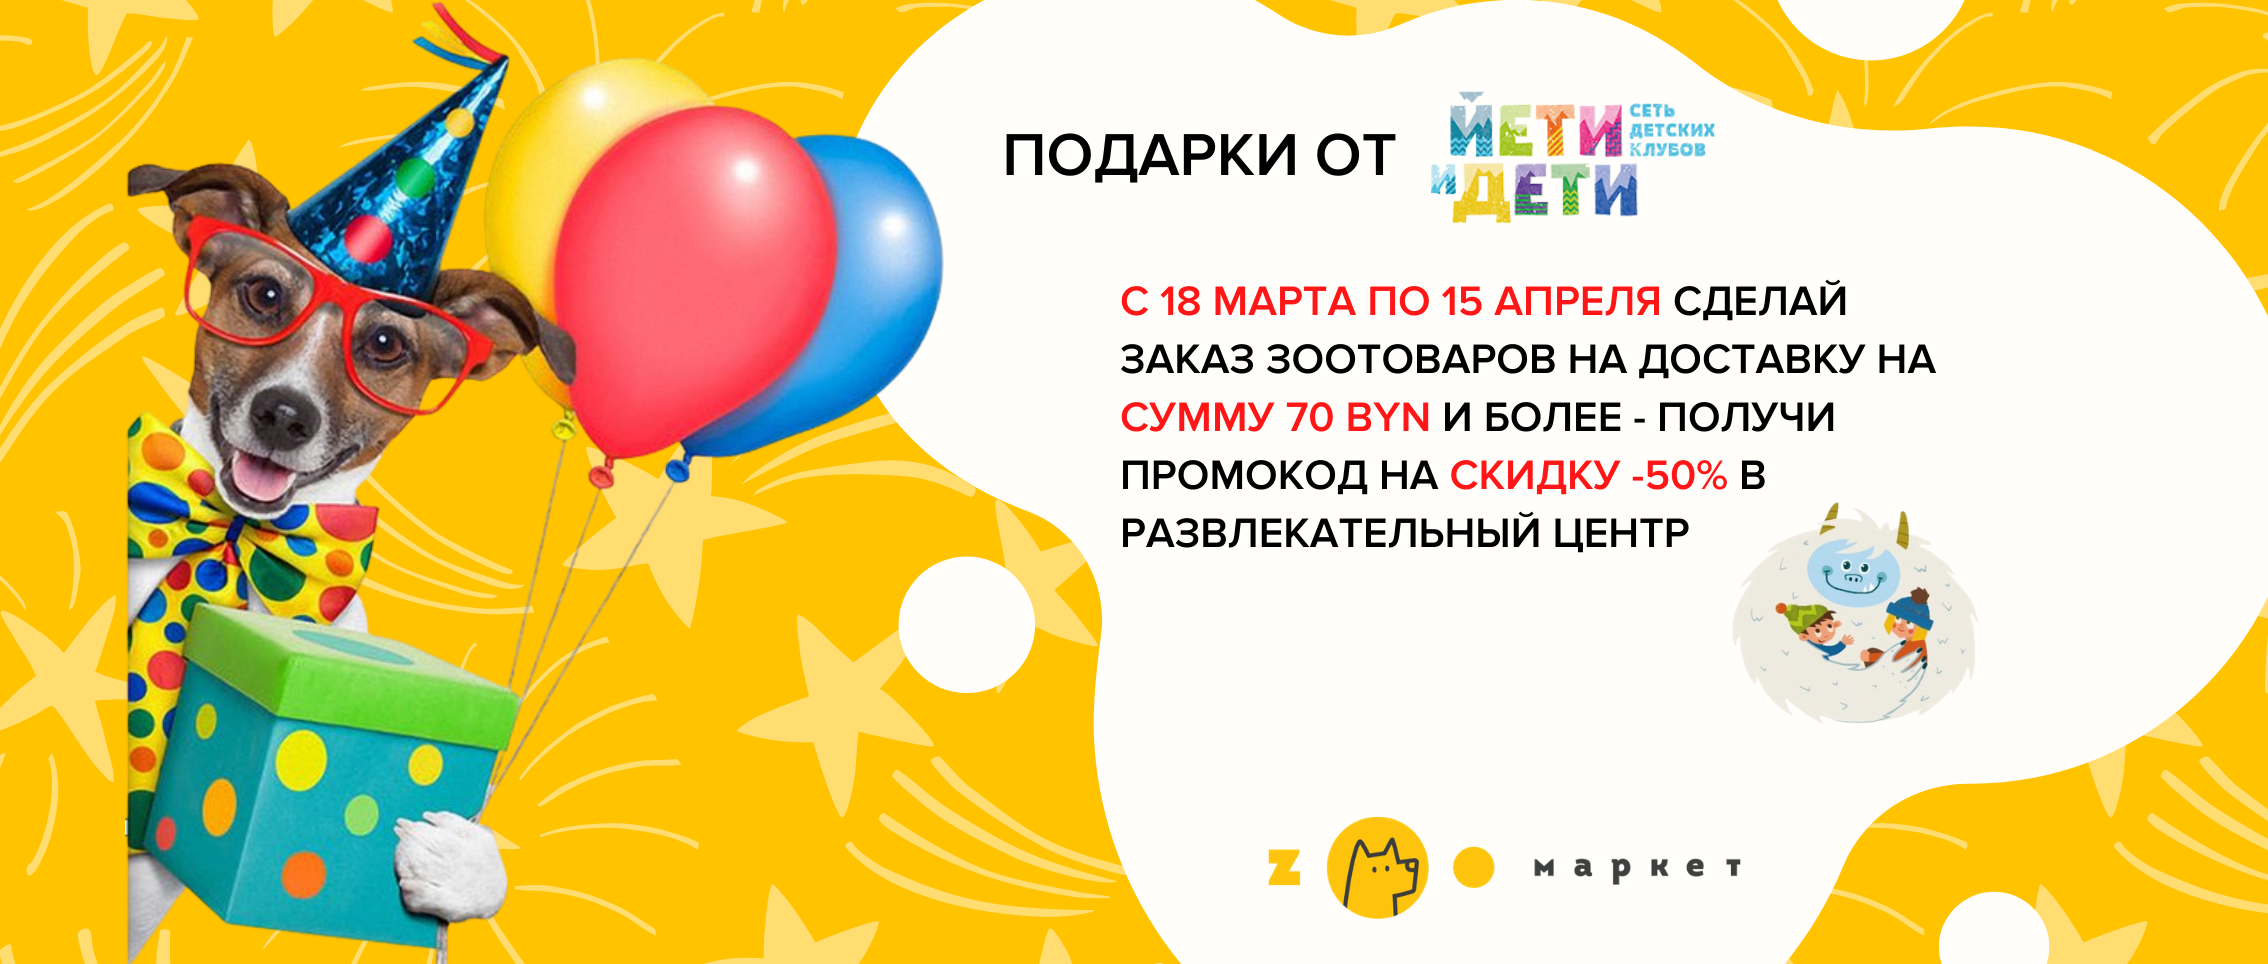 ПОДАРКИ ОТ
ЙЕТИ
И ДЕТИ
СЕТЬ
ДЕТСКИХ
КЛУБОВ
С 18 МАРТА ПО 15 АПРЕЛЯ СДЕЛАЙ
ЗАКАЗ ЗООТОВАРОВ НА ДОСТАВКУ НА
СУММУ 70 BYN И БОЛЕЕ - ПОЛУЧИ
ПРОМОКОД НА СКИДКУ -50% В
РАЗВЛЕКАТЕЛЬНЫЙ ЦЕНТР
ZOO маркет